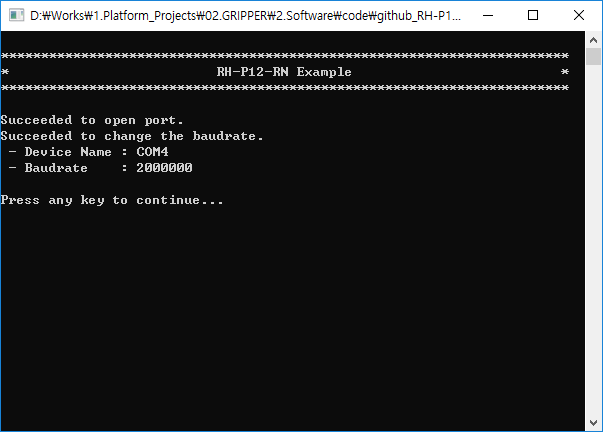 D:₩Works₩1.Platform_Projects₩02.GRIPPER₩2.Software₩code₩github_RH-P1...
***********************************************************************
*                          RH-P12-RN Example                          *
***********************************************************************
Succeeded to open port.
Succeeded to change the baudrate.
 - Device Name : COM4
 - Baudrate    : 2000000
Press any key to continue...